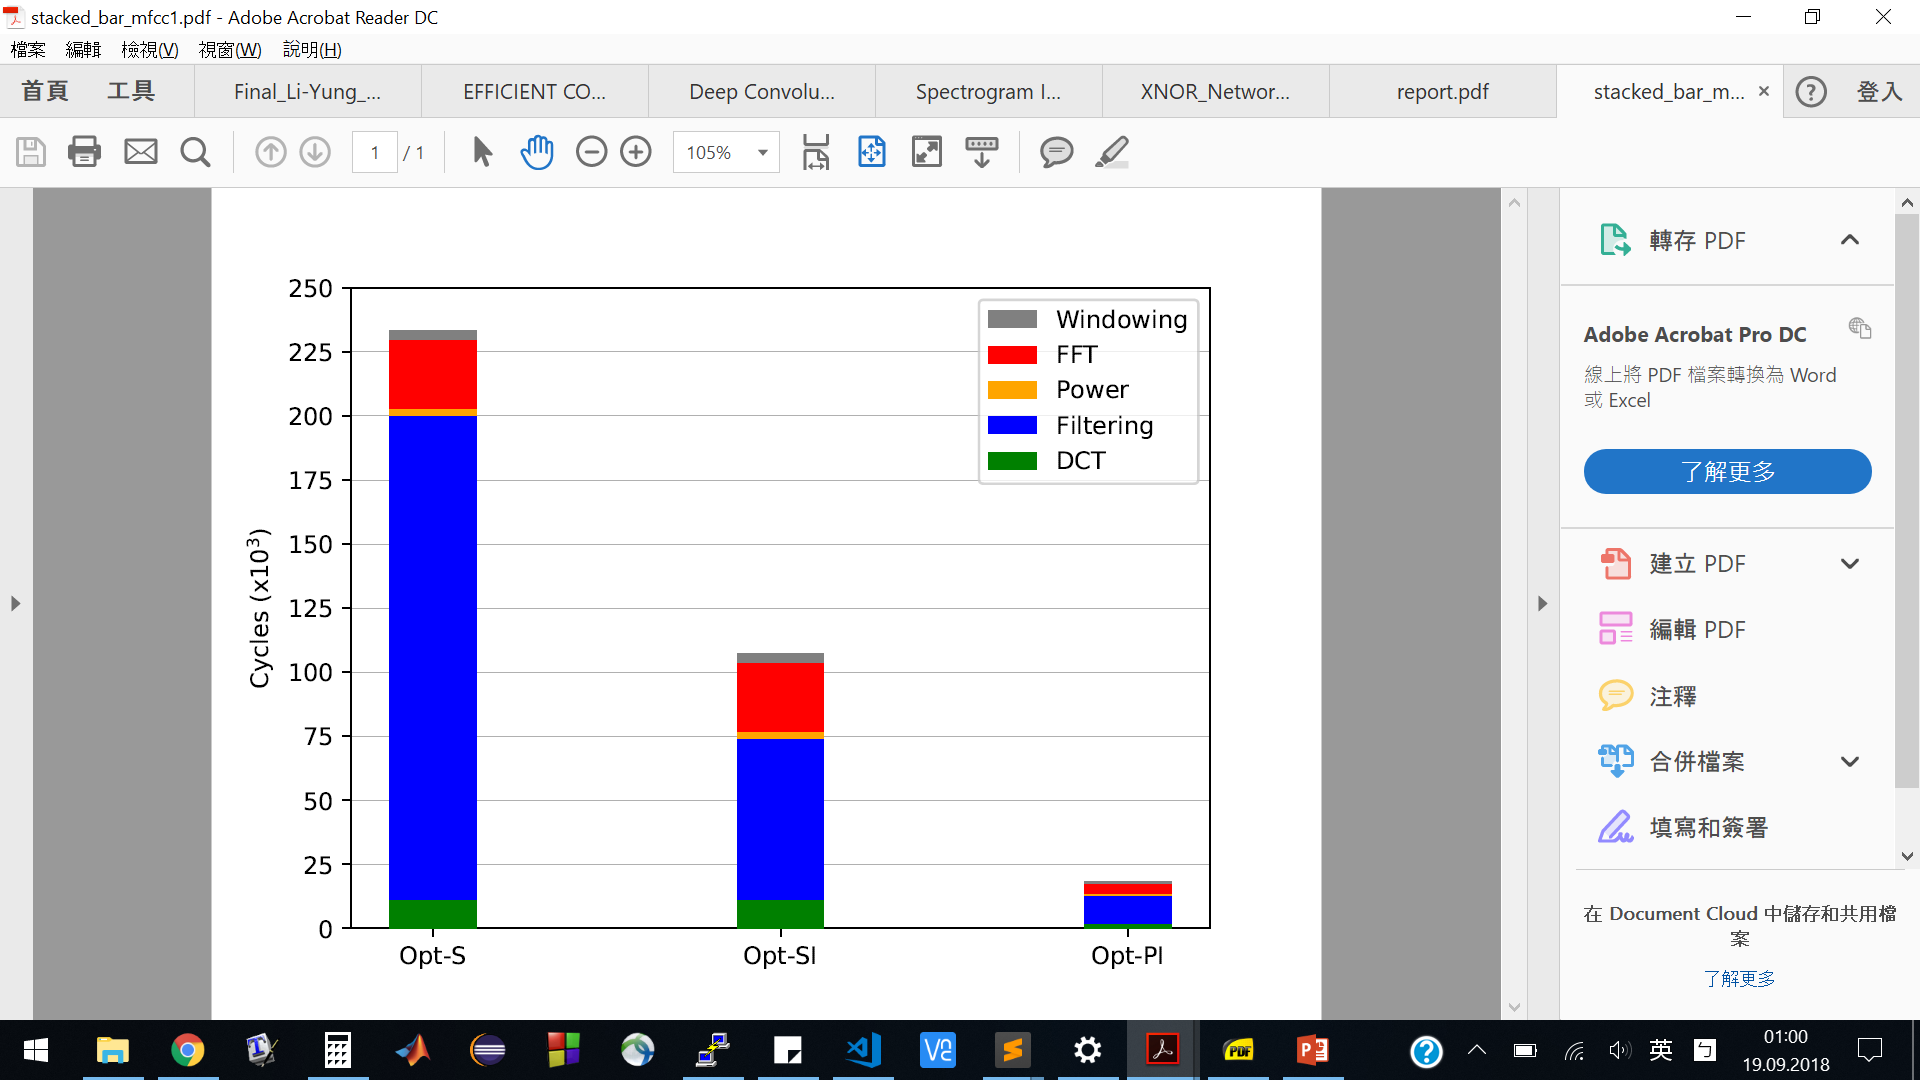 stacked_bar_mfcc1.pdf - Adobe Acrobat Reader DC
檔案 編輯 檢視(V) 視窗(W) 說明(H)
首頁 工具 Final_Li-Yung_... EFFICIENT CO... Deep Convolu... Spectrogram I... XNOR_Networ... report.pdf stacked_bar_m... × ? 登入
1 / 1 105%
轉存 PDF
Adobe Acrobat Pro DC
線上將 PDF 檔案轉換為 Word
或 Excel
了解更多
建立 PDF
編輯 PDF
注釋
合併檔案
填寫和簽署
在 Document Cloud 中儲存和共用檔
案
了解更多
Cycles (x10³)
250
225
200
175
150
125
100
75
50
25
0
Windowing
FFT
Power
Filtering
DCT
Opt-S Opt-SI Opt-PI
英 ㄅ
01:00
19.09.2018